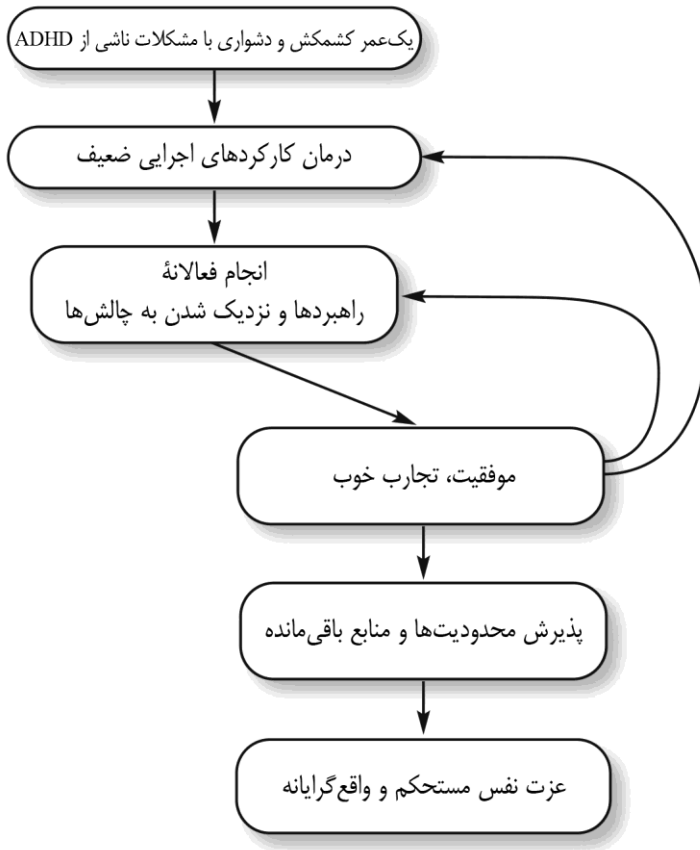 یک‌عمر کشمکش و دشواری با مشکلات ناشی از ADHD
درمان کارکردهای اجرایی ضعیف
انجام فعالانهٔ
راهبردها و نزدیک شدن به چالش‌ها
موفقیت، تجارب خوب
پذیرش محدودیت‌ها و منابع باقی‌مانده
عزت نفس مستحکم و واقع‌گرایانه